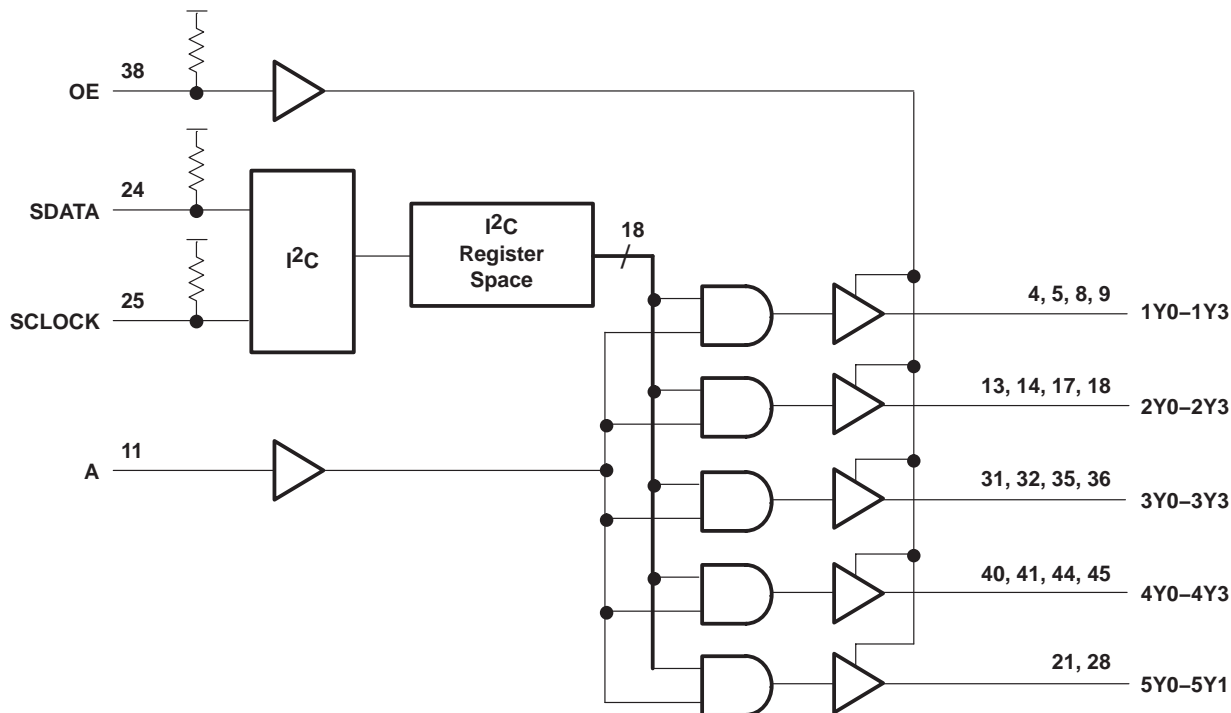 38
OE
24
SDATA
I2C
I2C
Register
Space
18
25
SCLOCK
4, 5, 8, 9
1Y0–1Y3
13, 14, 17, 18
2Y0–2Y3
11
A
31, 32, 35, 36
3Y0–3Y3
40, 41, 44, 45
4Y0–4Y3
21, 28
5Y0–5Y1